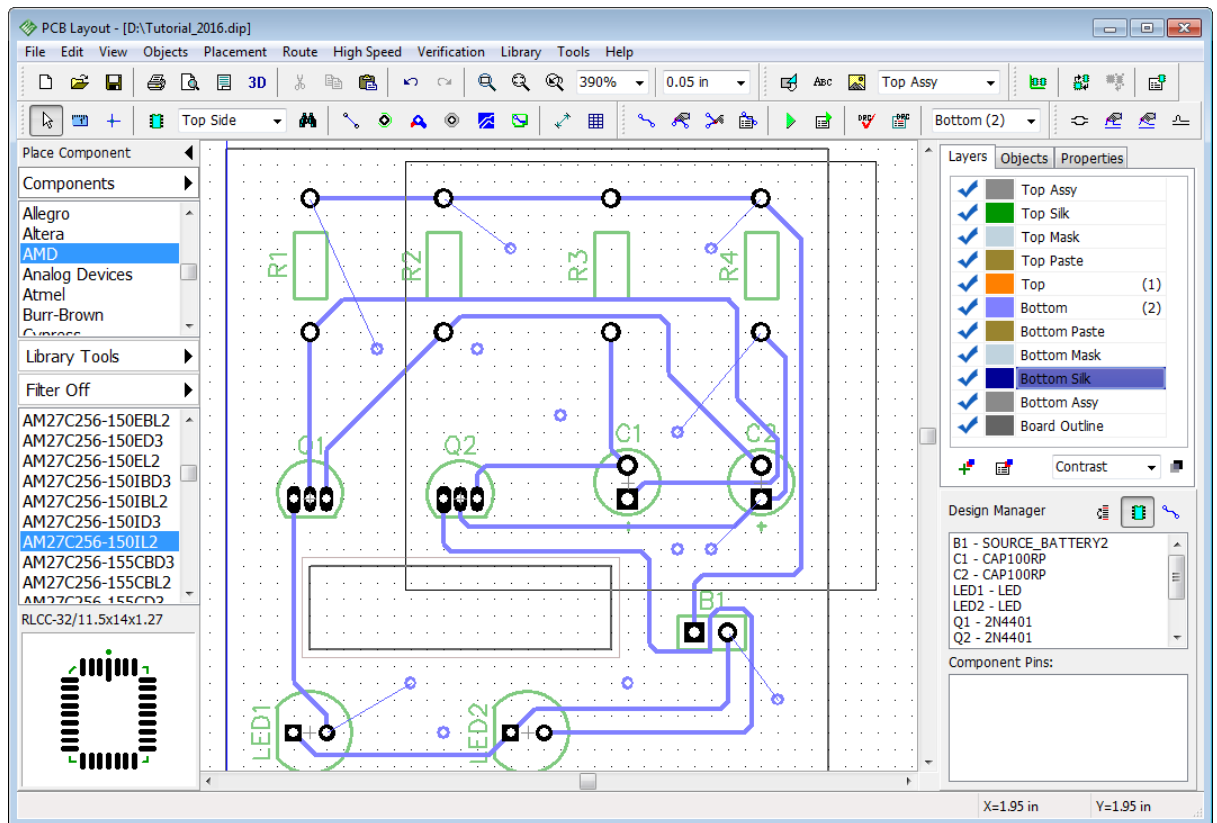 PCB Layout - [D:\Tutorial_2016.dip]
File Edit View Objects Placement Route High Speed Verification Library Tools Help
3D 390% 0.05 in ABC Top Assy
Top Side DRC DRC Bottom (2)
Place Component
Components
Allegro
Altera
AMD
Analog Devices
Atmel
Burr-Brown
Cypress
Library Tools
Filter Off
AM27C256-150EBL2
AM27C256-150ED3
AM27C256-150EL2
AM27C256-150IBD3
AM27C256-150IBL2
AM27C256-150ID3
AM27C256-150IL2
AM27C256-155CBD3
AM27C256-155CBL2
AM27C256-155CD3
RLCC-32/11.5x14x1.27
R1 R2 R3 R4
Q1 Q2 C1 C2
+ +
B1
LED1 LED2
Layers Objects Properties
Top Assy
Top Silk
Top Mask
Top Paste
Top (1)
Bottom (2)
Bottom Paste
Bottom Mask
Bottom Silk
Bottom Assy
Board Outline
Contrast
Design Manager
B1 - SOURCE_BATTERY2
C1 - CAP100RP
C2 - CAP100RP
LED1 - LED
LED2 - LED
Q1 - 2N4401
Q2 - 2N4401
Component Pins:
X=1.95 in Y=1.95 in